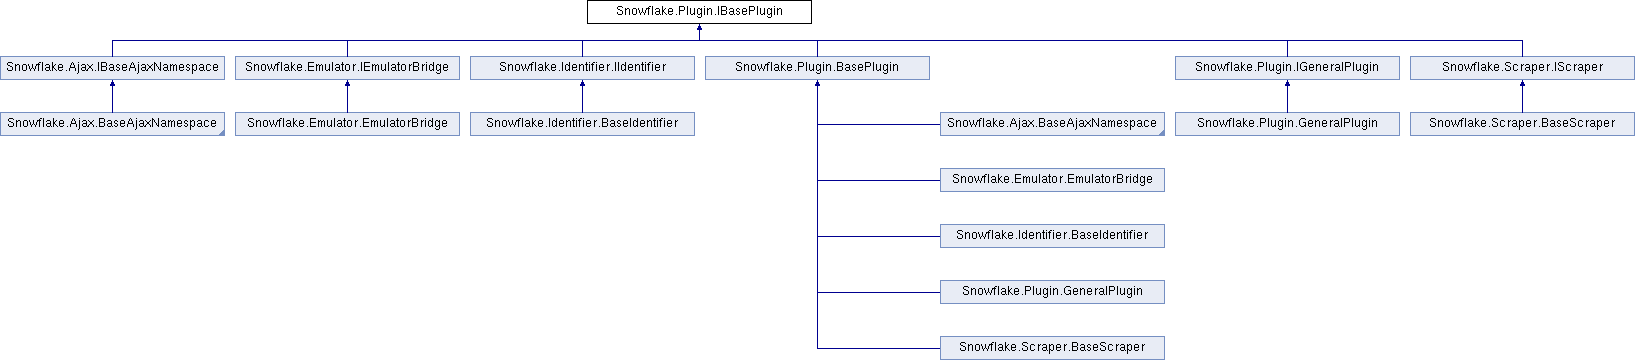 Snowflake.Plugin.IBasePlugin
Snowflake.Ajax.IBaseAjaxNamespace
Snowflake.Emulator.IEmulatorBridge
Snowflake.Identifier.IIdentifier
Snowflake.Plugin.BasePlugin
Snowflake.Plugin.IGeneralPlugin
Snowflake.Scraper.IScraper
Snowflake.Ajax.BaseAjaxNamespace
Snowflake.Emulator.EmulatorBridge
Snowflake.Identifier.BaseIdentifier
Snowflake.Ajax.BaseAjaxNamespace
Snowflake.Plugin.GeneralPlugin
Snowflake.Scraper.BaseScraper
Snowflake.Emulator.EmulatorBridge
Snowflake.Identifier.BaseIdentifier
Snowflake.Plugin.GeneralPlugin
Snowflake.Scraper.BaseScraper